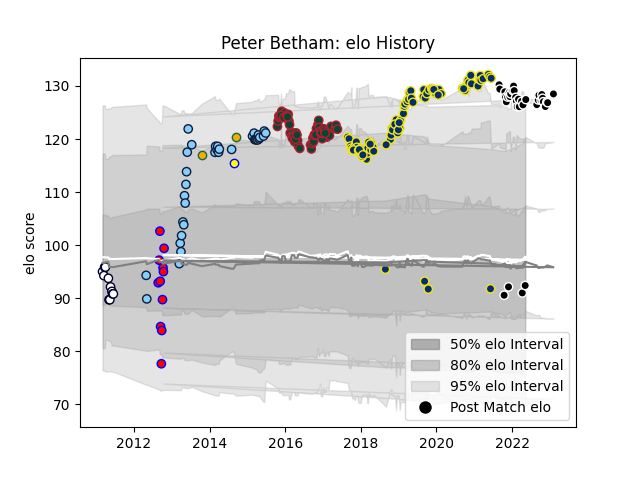 Peter Betham: elo History
elo score
130
120
110
100
90
80
70
50% elo Interval
80% elo Interval
95% elo Interval
Post Match elo
2012 2014 2016 2018 2020 2022